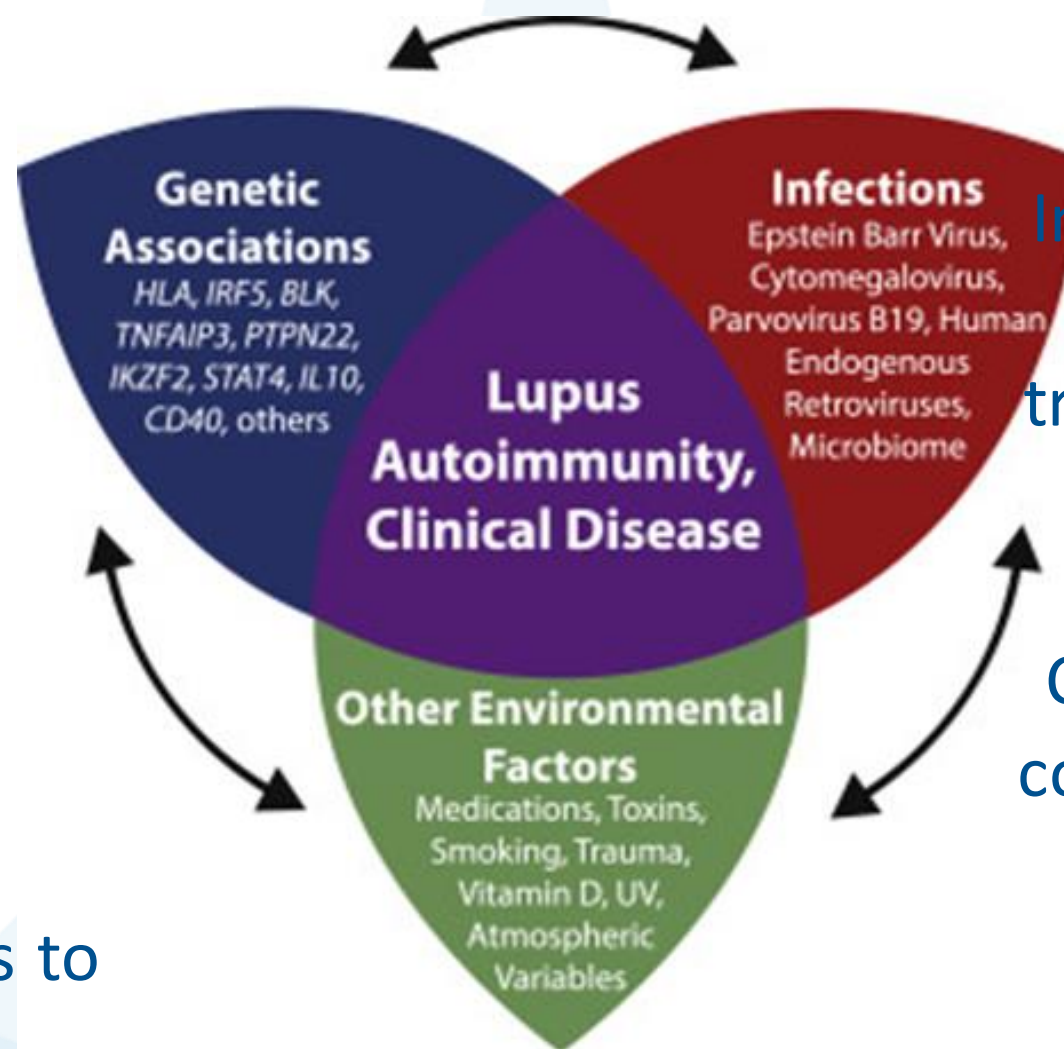 Genetic
Associations
HLA, IRF5, BLK,
TNFAIP3, PTPN22,
IKZF2, STAT4, IL10,
CD40, others
Infections
Epstein Barr Virus,
Cytomegalovirus,
Parvovirus B19, Human
Endogenous
Retroviruses,
Microbiome
Lupus
Autoimmunity,
Clinical Disease
Other Environmental
Factors
Medications, Toxins,
Smoking, Trauma,
Vitamin D, UV,
Atmospheric
Variables
to